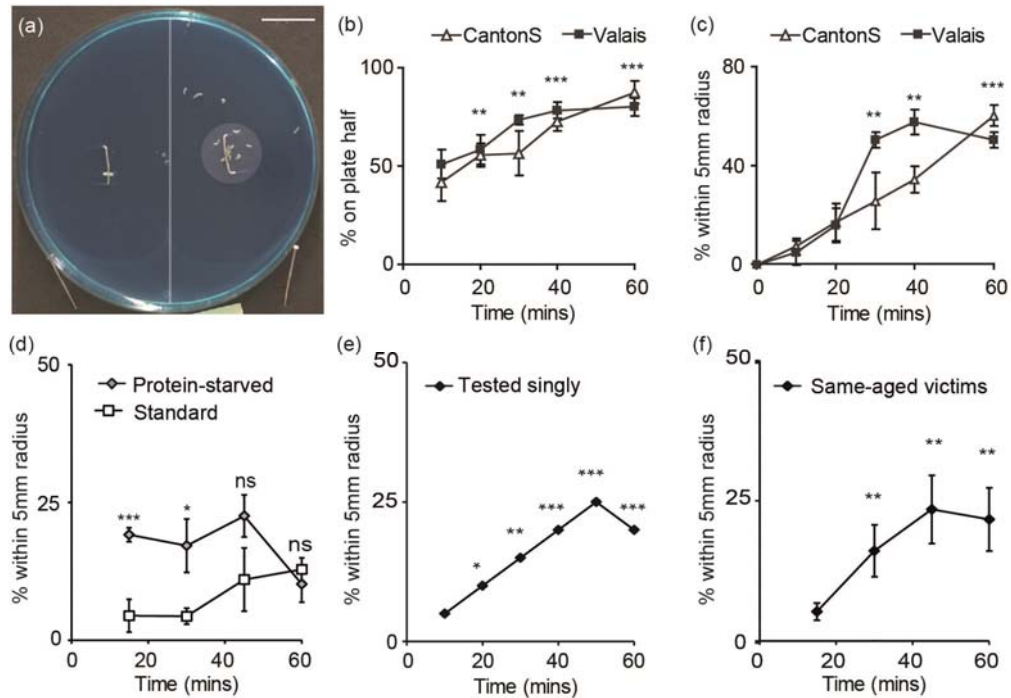 (a)
(b)
CantonS Valais
100
50
0
% on plate half
** ** *** ***
0 20 40 60
Time (mins)
(c)
CantonS Valais
80
40
0
% within 5mm radius
** ** ***
0 20 40 60
Time (mins)
(d)
50
25
0
% within 5mm radius
Protein-starved
Standard
*** * ns ns
0 20 40 60
Time (mins)
(e)
50
25
0
% within 5mm radius
Tested singly
* ** *** *** ***
0 20 40 60
Time (mins)
(f)
50
25
0
% within 5mm radius
Same-aged victims
** ** **
0 20 40 60
Time (mins)